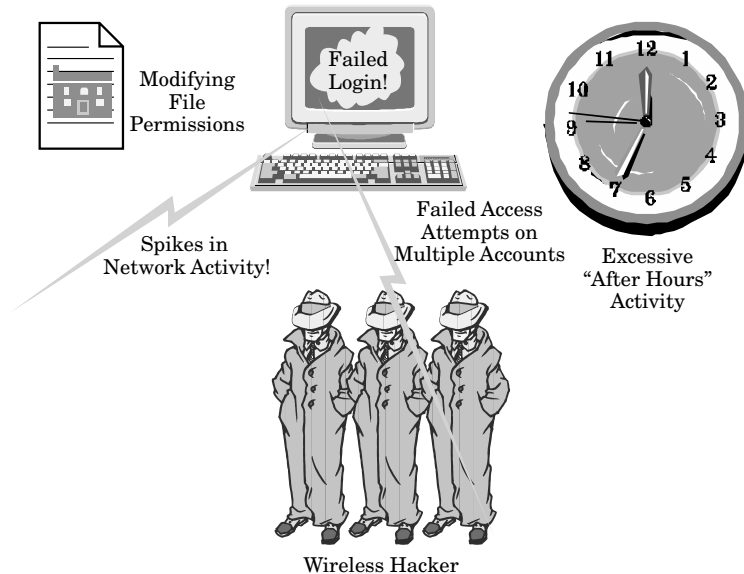 Modifying
File
Permissions
Failed
Login!
12
1
2
3
4
5
6
7
8
9
10
11
Spikes in
Network Activity!
Failed Access
Attempts on
Multiple Accounts
Excessive
“After Hours”
Activity
Wireless Hacker